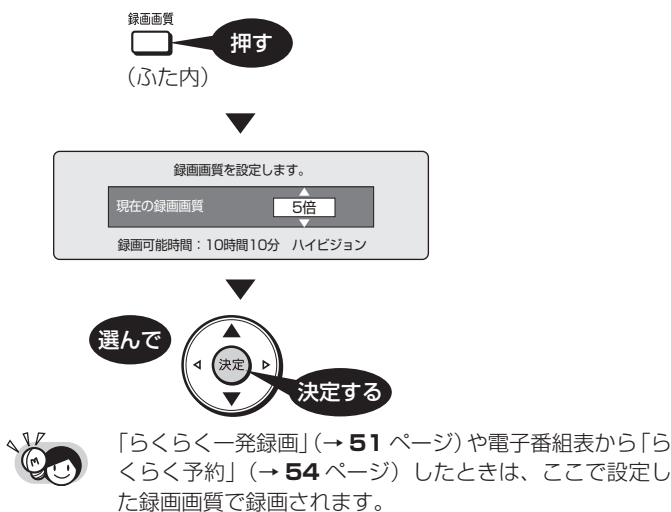 録画画質
押す
（ふた内）
録画画質を設定します。
現在の録画画質 5倍
録画可能時間：10時間10分 ハイビジョン
選んで
決定
決定する
「らくらく一発録画」（→ 51 ページ）や電子番組表から「ら
くらく予約」（→ 54 ページ）したときは、ここで設定し
た録画画質で録画されます。